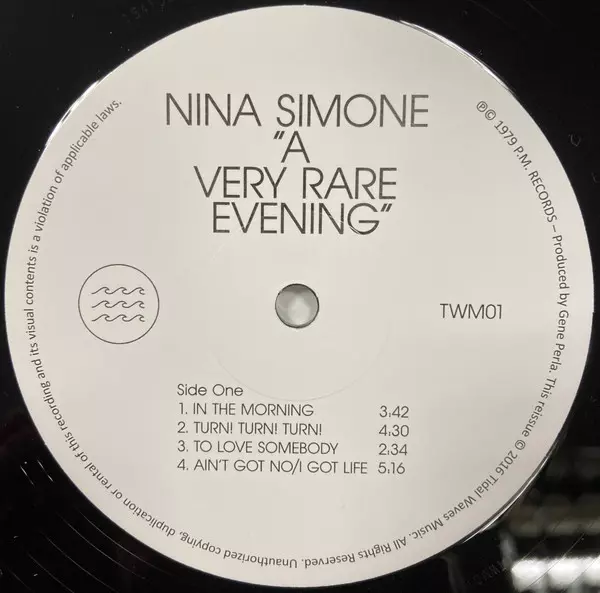 NINA SIMONE
"A
VERY RARE
EVENING"
TWM01
Side One
1. IN THE MORNING 3:42
2. TURN! TURN! TURN! 4:30
3. TO LOVE SOMEBODY 2:34
4. AIN'T GOT NO/I GOT LIFE 5:16
℗© 1979 P.M. RECORDS – Produced by Gene Perla. This reissue © 2016 Tidal Waves Music. All Rights Reserved. Unauthorized copying, duplication or rental of this recording and its visual contents is a violation of applicable laws.